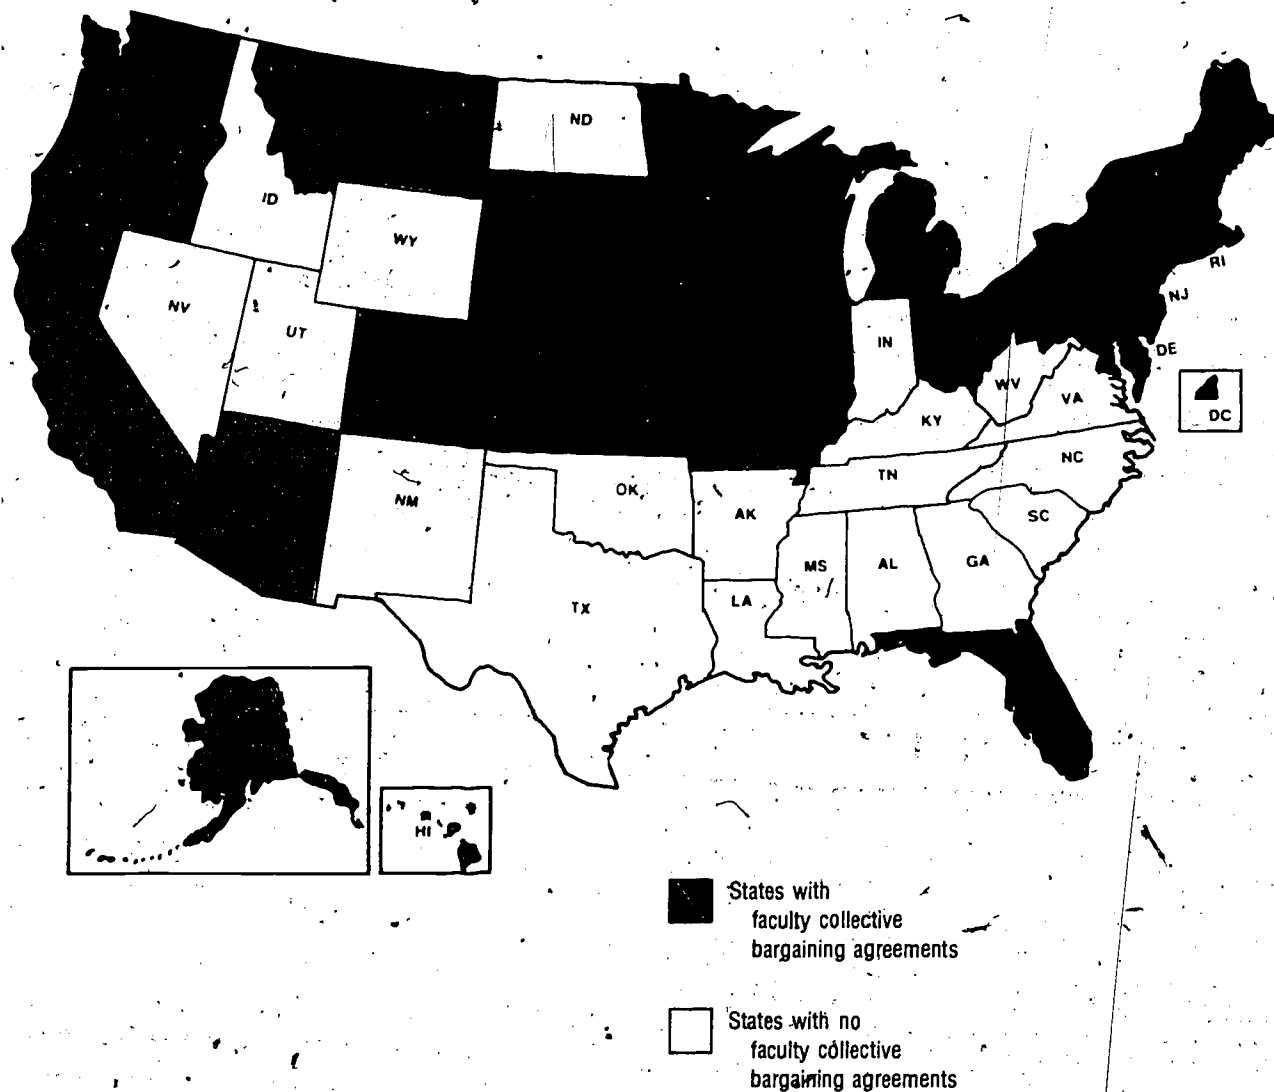 ND
ID
WY
RI
NJ
NV
UT
IN
DE
WV
VA
DC
KY
NC
TN
NM
OK
AK
SC
MS
AL
GA
TX
LA
HI
States with
faculty collective
bargaining agreements
States with no
faculty collective
bargaining agreements